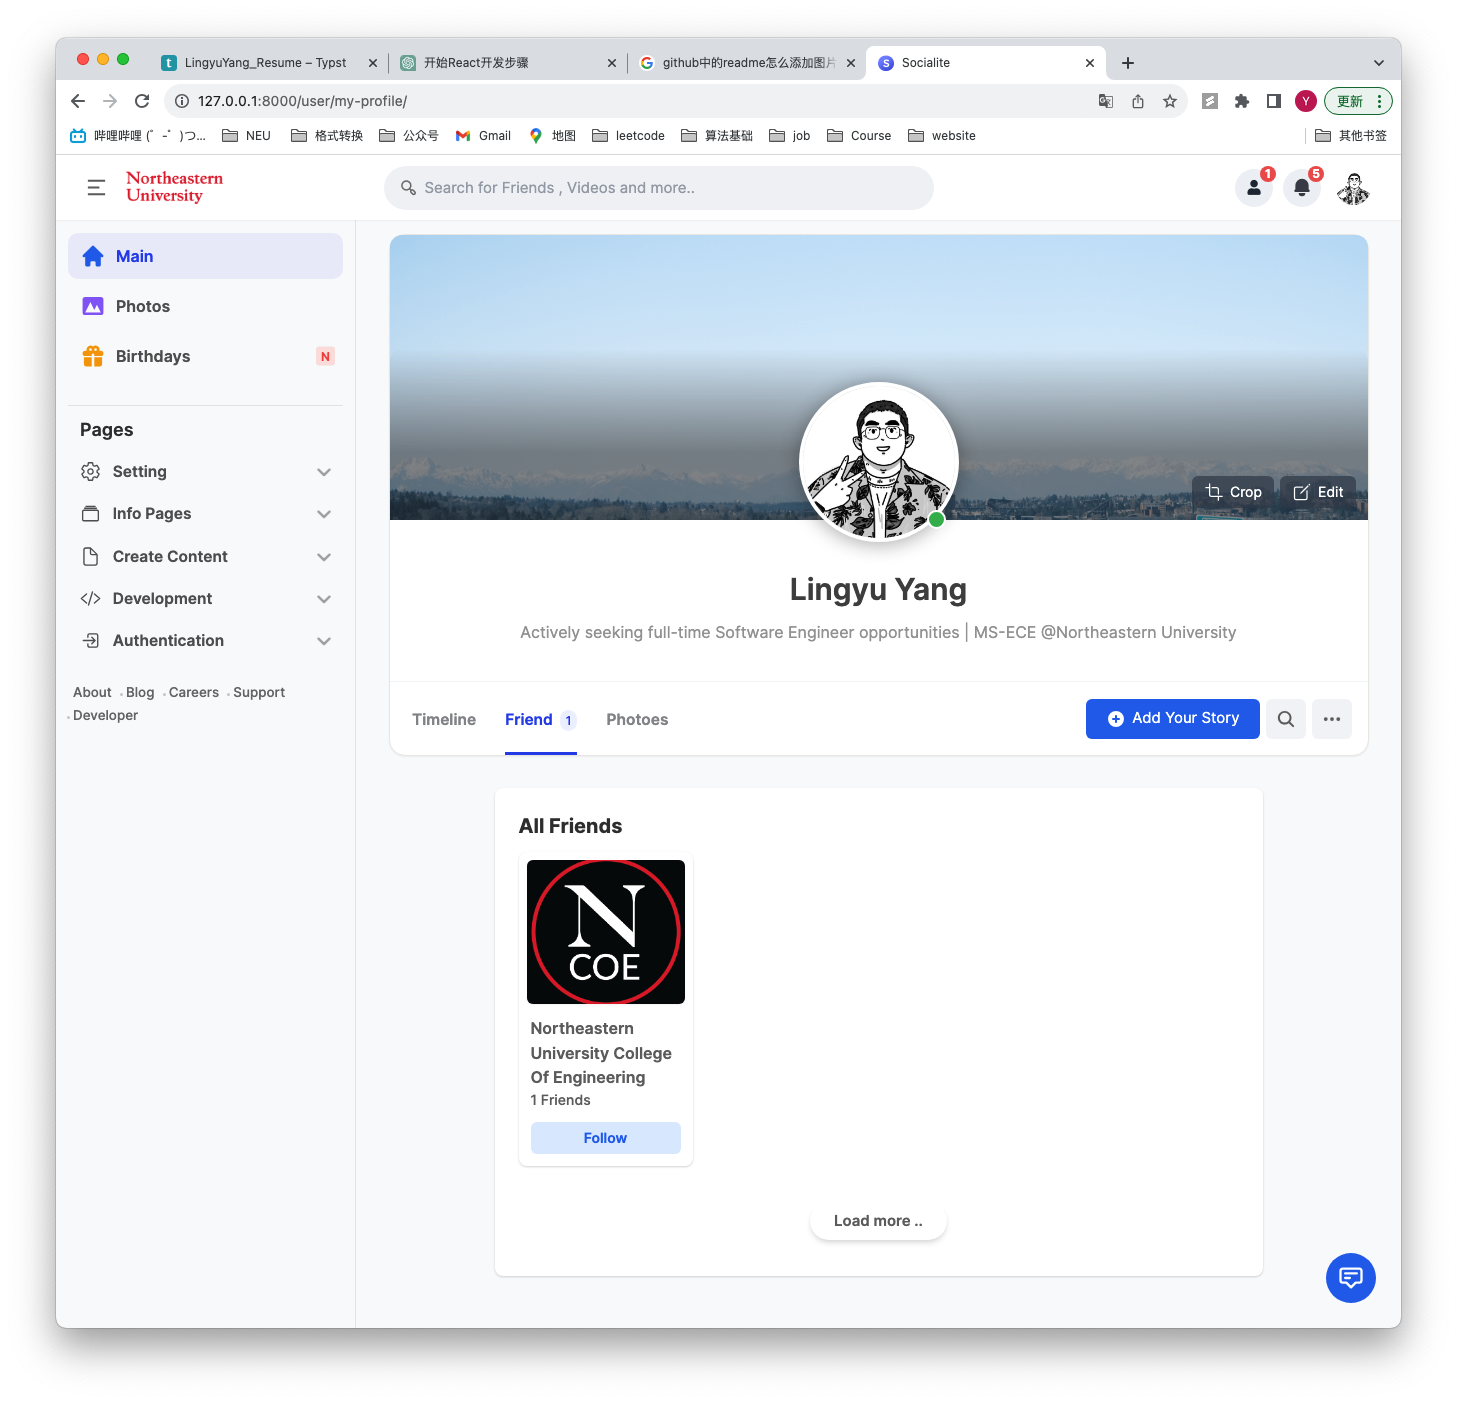 LingyuYang_Resume – Typst
开始React开发步骤
github中的readme怎么添加图片
Socialite
127.0.0.1:8000/user/my-profile/
Y
更新
哔哩哔哩 (゜-゜)つ...
NEU
格式转换
公众号
Gmail
地图
leetcode
算法基础
job
Course
website
其他书签
Northeastern
University
Search for Friends , Videos and more..
1
5
Main
Photos
Birthdays
N
Pages
Setting
Info Pages
Create Content
Development
Authentication
About
Blog
Careers
Support
Developer
Crop
Edit
Lingyu Yang
Actively seeking full-time Software Engineer opportunities | MS-ECE @Northeastern University
Timeline
Friend 1
Photoes
Add Your Story
All Friends
N
COE
Northeastern
University College
Of Engineering
1 Friends
Follow
Load more ..